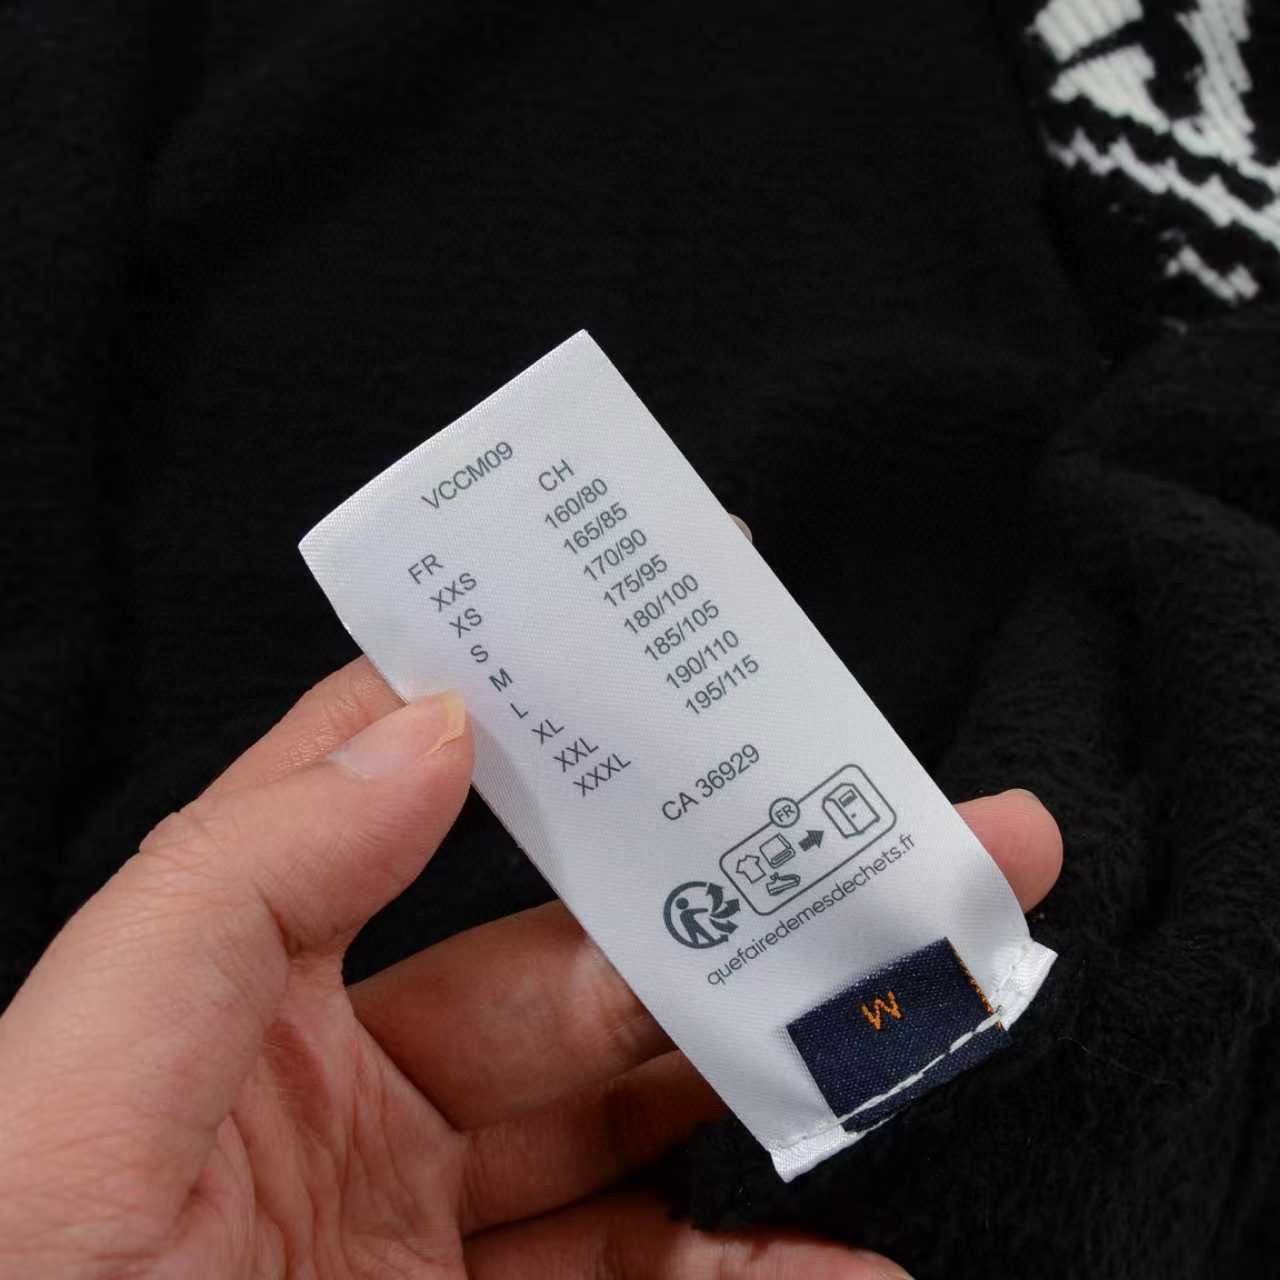 VCCM09
FR CH
XXS 160/80
XS 165/85
S 170/90
M 175/95
L 180/100
XL 185/105
XXL 190/110
XXXL 195/115
CA 36929
FR
quefairedemesdechets.fr
M